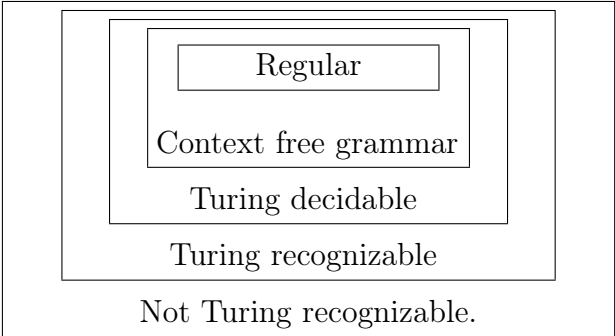 Regular
Context free grammar
Turing decidable
Turing recognizable
Not Turing recognizable.